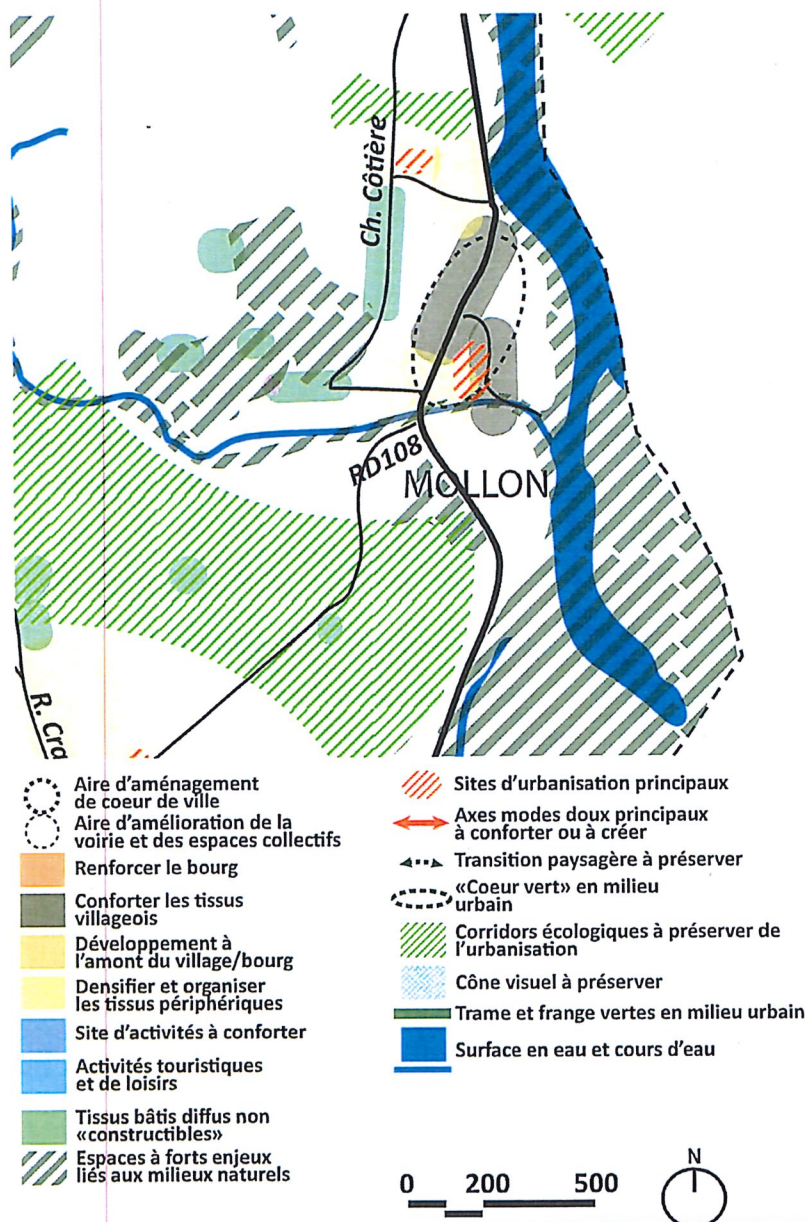 Ch. Côtière
RD108
MOLLON
R. Cra
Aire d'aménagement
de coeur de ville
Aire d'amélioration de la
voirie et des espaces collectifs
Renforcer le bourg
Conforter les tissus
villageois
Développement à
l'amont du village/bourg
Densifier et organiser
les tissus périphériques
Site d'activités à conforter
Activités touristiques
et de loisirs
Tissus bâtis diffus non
«constructibles»
Espaces à forts enjeux
liés aux milieux naturels
Sites d'urbanisation principaux
Axes modes doux principaux
à conforter ou à créer
Transition paysagère à préserver
«Coeur vert» en milieu
urbain
Corridors écologiques à préserver de
l'urbanisation
Cône visuel à préserver
Trame et frange vertes en milieu urbain
Surface en eau et cours d'eau
0 200 500
N